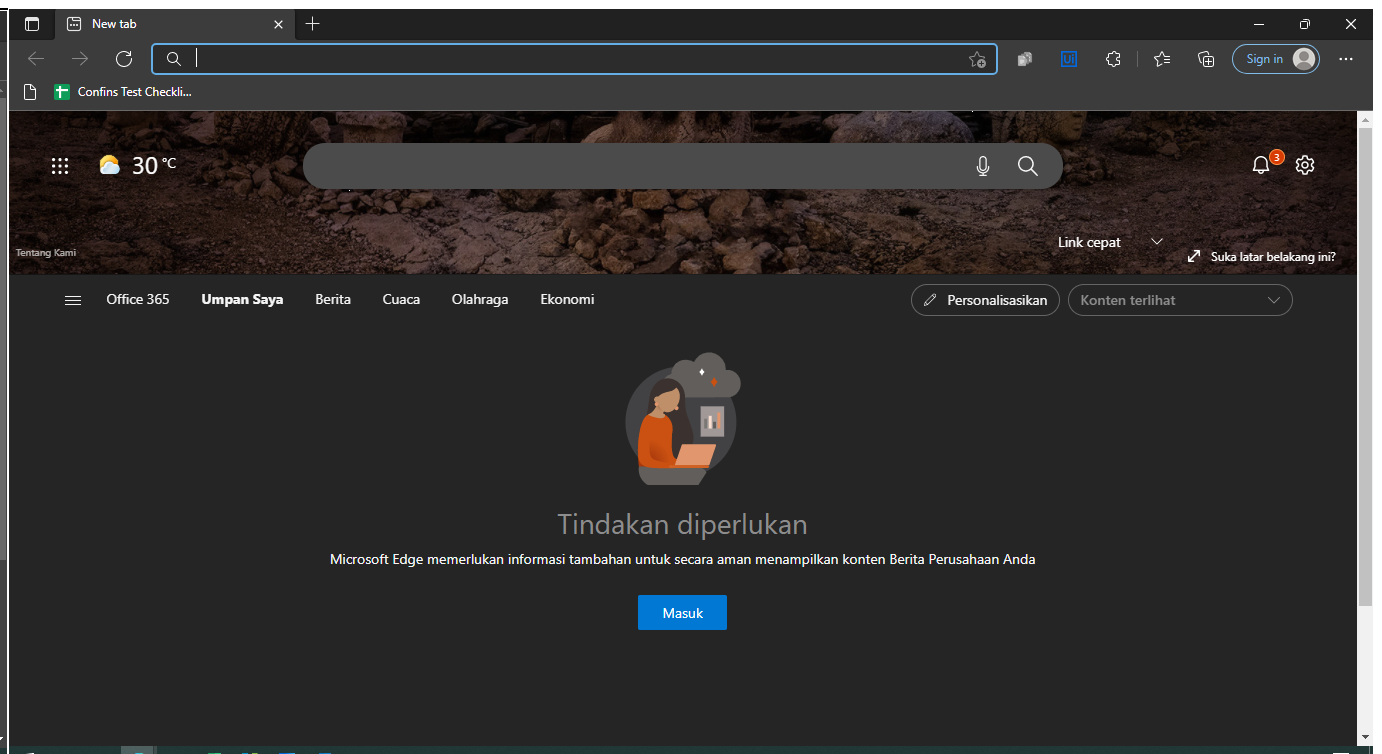 New tab
Ui
Sign in
Confins Test Checkli...
30 °C
3
Link cepat
Tentang Kami
Suka latar belakang ini?
Office 365 Umpan Saya Berita Cuaca Olahraga Ekonomi Personalisasikan Konten terlihat
Tindakan diperlukan
Microsoft Edge memerlukan informasi tambahan untuk secara aman menampilkan konten Berita Perusahaan Anda
Masuk